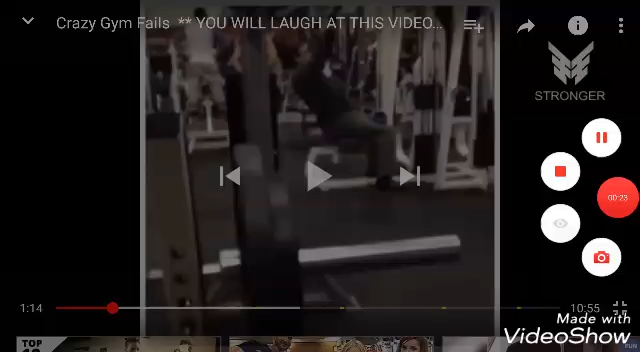 Crazy Gym Fails ** YOU WILL LAUGH AT THIS VIDEO...
STRONGER
00:23
1:14
10:55
Made with
VideoShow
TOP
FUN